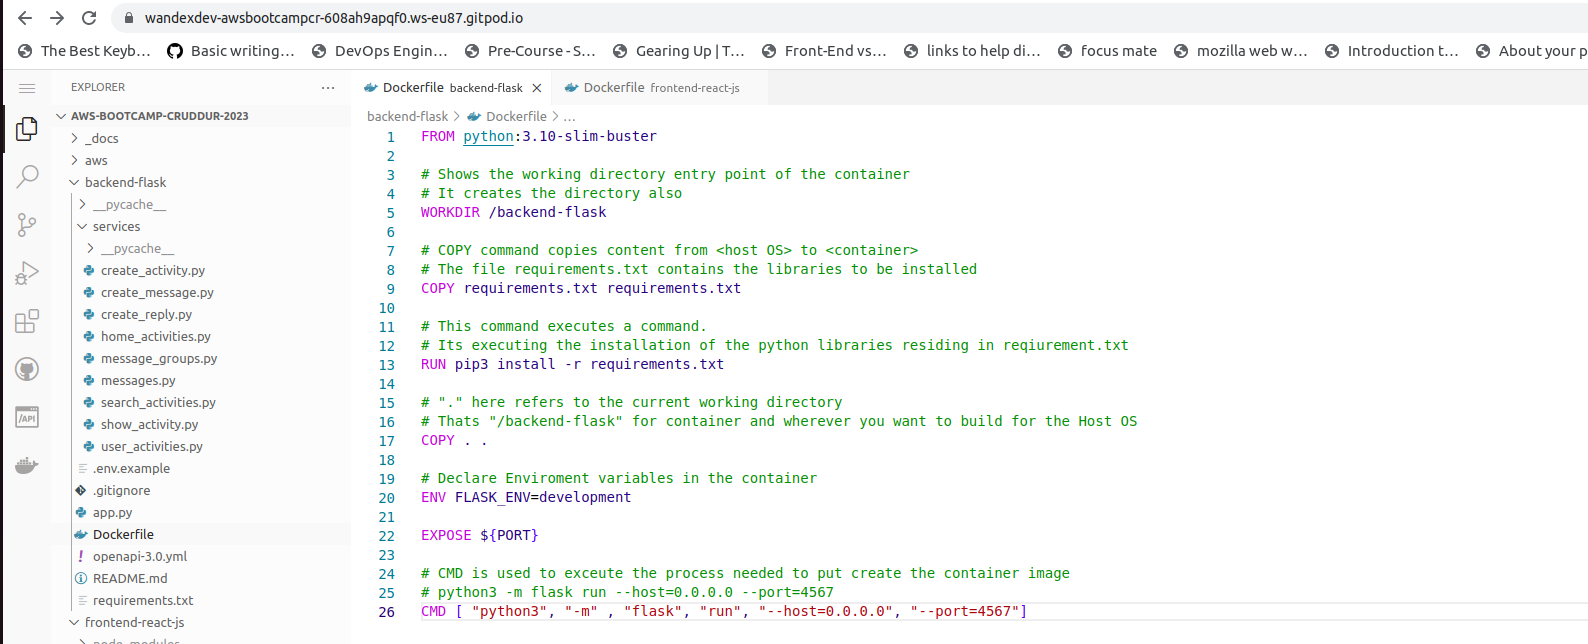 wandexdev-awsbootcampcr-608ah9apqf0.ws-eu87.gitpod.io
The Best Keyb... Basic writing... DevOps Engin... Pre-Course - S... Gearing Up | T... Front-End vs... links to help di... focus mate mozilla web w... Introduction t... About your p
EXPLORER ...
Dockerfile backend-flask
Dockerfile frontend-react-js
AWS-BOOTCAMP-CRUDDUR-2023
_docs
aws
backend-flask
__pycache__
services
__pycache__
create_activity.py
create_message.py
create_reply.py
home_activities.py
message_groups.py
messages.py
search_activities.py
show_activity.py
user_activities.py
.env.example
.gitignore
app.py
Dockerfile
openapi-3.0.yml
README.md
requirements.txt
frontend-react-js
node_modules
/API
backend-flask > Dockerfile > ...
1 FROM python:3.10-slim-buster
2
3 # Shows the working directory entry point of the container
4 # It creates the directory also
5 WORKDIR /backend-flask
6
7 # COPY command copies content from <host OS> to <container>
8 # The file requirements.txt contains the libraries to be installed
9 COPY requirements.txt requirements.txt
10
11 # This command executes a command.
12 # Its executing the installation of the python libraries residing in reqiurement.txt
13 RUN pip3 install -r requirements.txt
14
15 # "." here refers to the current working directory
16 # Thats "/backend-flask" for container and wherever you want to build for the Host OS
17 COPY . .
18
19 # Declare Enviroment variables in the container
20 ENV FLASK_ENV=development
21
22 EXPOSE ${PORT}
23
24 # CMD is used to exceute the process needed to put create the container image
25 # python3 -m flask run --host=0.0.0.0 --port=4567
26 CMD [ "python3", "-m" , "flask", "run", "--host=0.0.0.0", "--port=4567"]